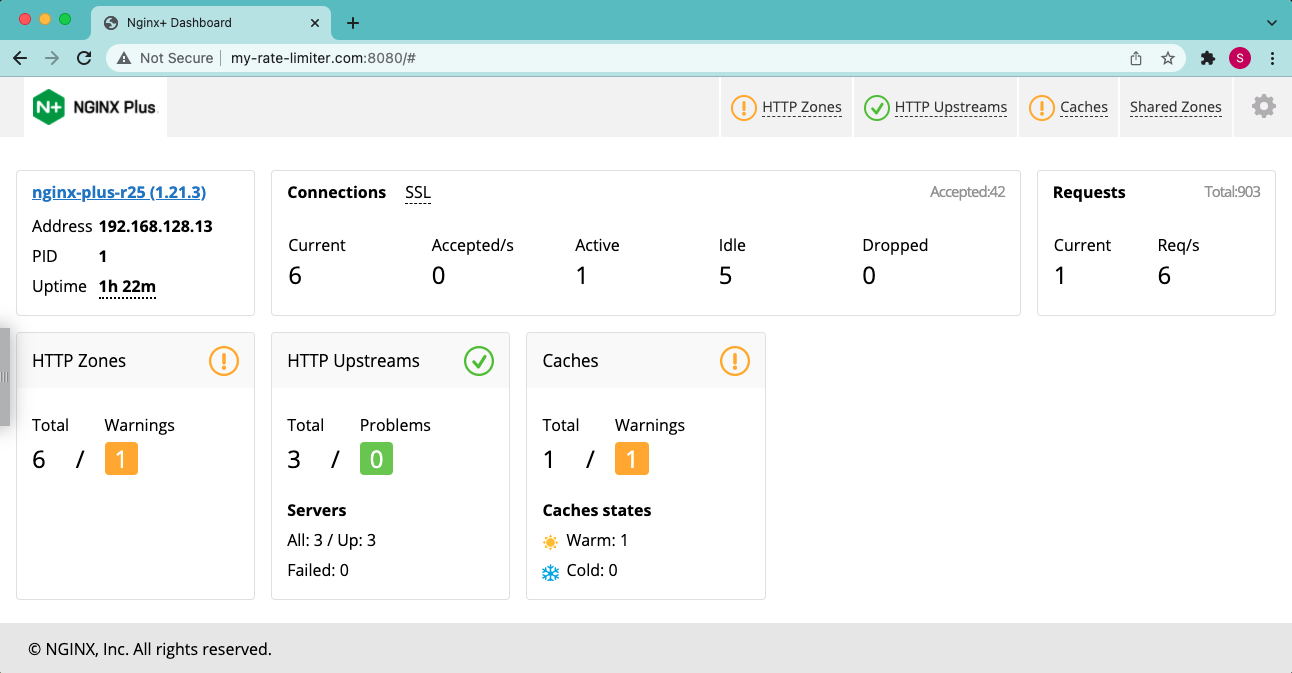 Nginx+ Dashboard
Not Secure my-rate-limiter.com:8080/# S
N+ NGINX Plus HTTP Zones HTTP Upstreams Caches Shared Zones
nginx-plus-r25 (1.21.3)
Address 192.168.128.13
PID 1
Uptime 1h 22m
Connections SSL Accepted:42
Current Accepted/s Active Idle Dropped
6 0 1 5 0
Requests Total:903
Current Req/s
1 6
HTTP Zones
Total Warnings
6 / 1
HTTP Upstreams
Total Problems
3 / 0
Servers
All: 3 / Up: 3
Failed: 0
Caches
Total Warnings
1 / 1
Caches states
Warm: 1
Cold: 0
© NGINX, Inc. All rights reserved.